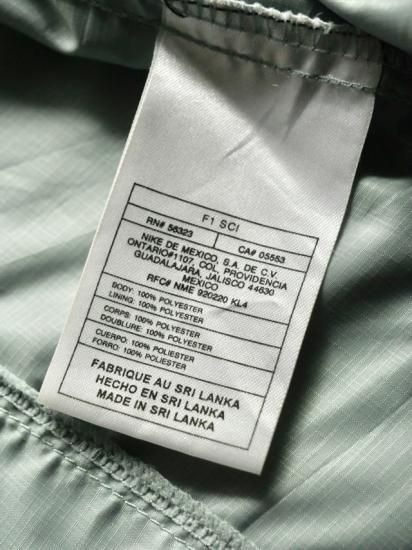 F1 SCI
RN# 56323 CA# 05553
NIKE DE MEXICO, S.A. DE C.V.
ONTARIO#1107, COL, PROVIDENCIA
GUADALAJARA, JALISCO 44630
MEXICO
RFC# NME 920220 KL4
BODY: 100% POLYESTER
LINING: 100% POLYESTER
CORPS: 100% POLYESTER
DOUBLURE: 100% POLYESTER
CUERPO: 100% POLIESTER
FORRO: 100% POLIESTER
FABRIQUE AU SRI LANKA
HECHO EN SRI LANKA
MADE IN SRI LANKA